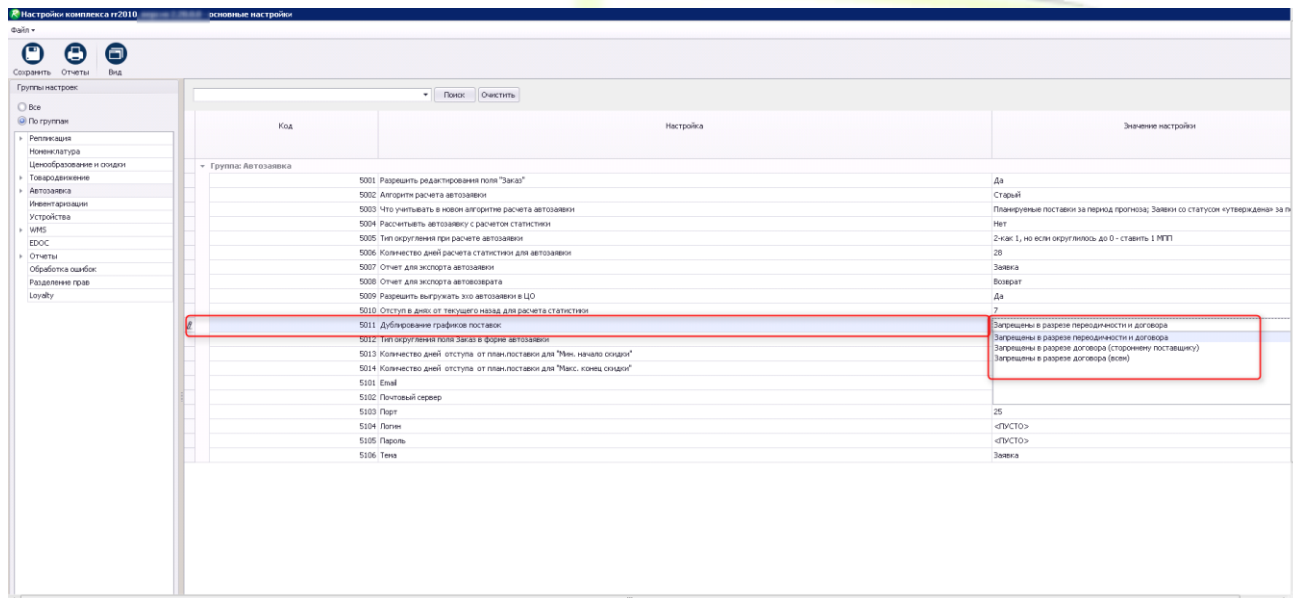 Настройки комплекса rr2010 основные настройки
Файл
Сохранить Отчеты Вид
Группы настроек
Все
По группам
Репликация
Номенклатура
Ценообразование и скидки
Товародвижение
Автозаявка
Инвентаризации
Устройства
WMS
EDOC
Отчеты
Обработка ошибок
Разделение прав
Loyalty
Поиск Очистить
Код Настройка Значение настройки
Группа: Автозаявка
5001 Разрешить редактирования поля "Заказ" Да
5002 Алгоритм расчета автозаявки Старый
5003 Что учитывать в новом алгоритме расчета автозаявки Планируемые поставки за период прогноза; Заявки со статусом «утверждена» за
5004 Рассчитывть автозаявку с расчетом статистики Нет
5005 Тип округления при расчете автозаявки 2-как 1, но если округлилось до 0 - ставить 1 МПП
5006 Количество дней расчета статистики для автозаявки 28
5007 Отчет для экспорта автозаявки Заявка
5008 Отчет для экспорта автовозврата Возврат
5009 Разрешить выгружать эхо автозаявки в ЦО Да
5010 Отступ в днях от текущего назад для расчета статистики 7
5011 Дублирование графиков поставок Запрещены в разрезе переодичности и договора
Запрещены в разрезе переодичности и договора
Запрещены в разрезе договора (стороннему поставщику)
Запрещены в разрезе договора (всем)
5012 Тип округления поля Заказ в форме автозаявки
5013 Количество дней отступа от план.поставки для "Мин. начало скидки"
5014 Количество дней отступа от план.поставки для "Макс. конец скидки"
5101 Email
5102 Почтовый сервер
5103 Порт 25
5104 Логин <ПУСТО>
5105 Пароль <ПУСТО>
5106 Тема Заявка